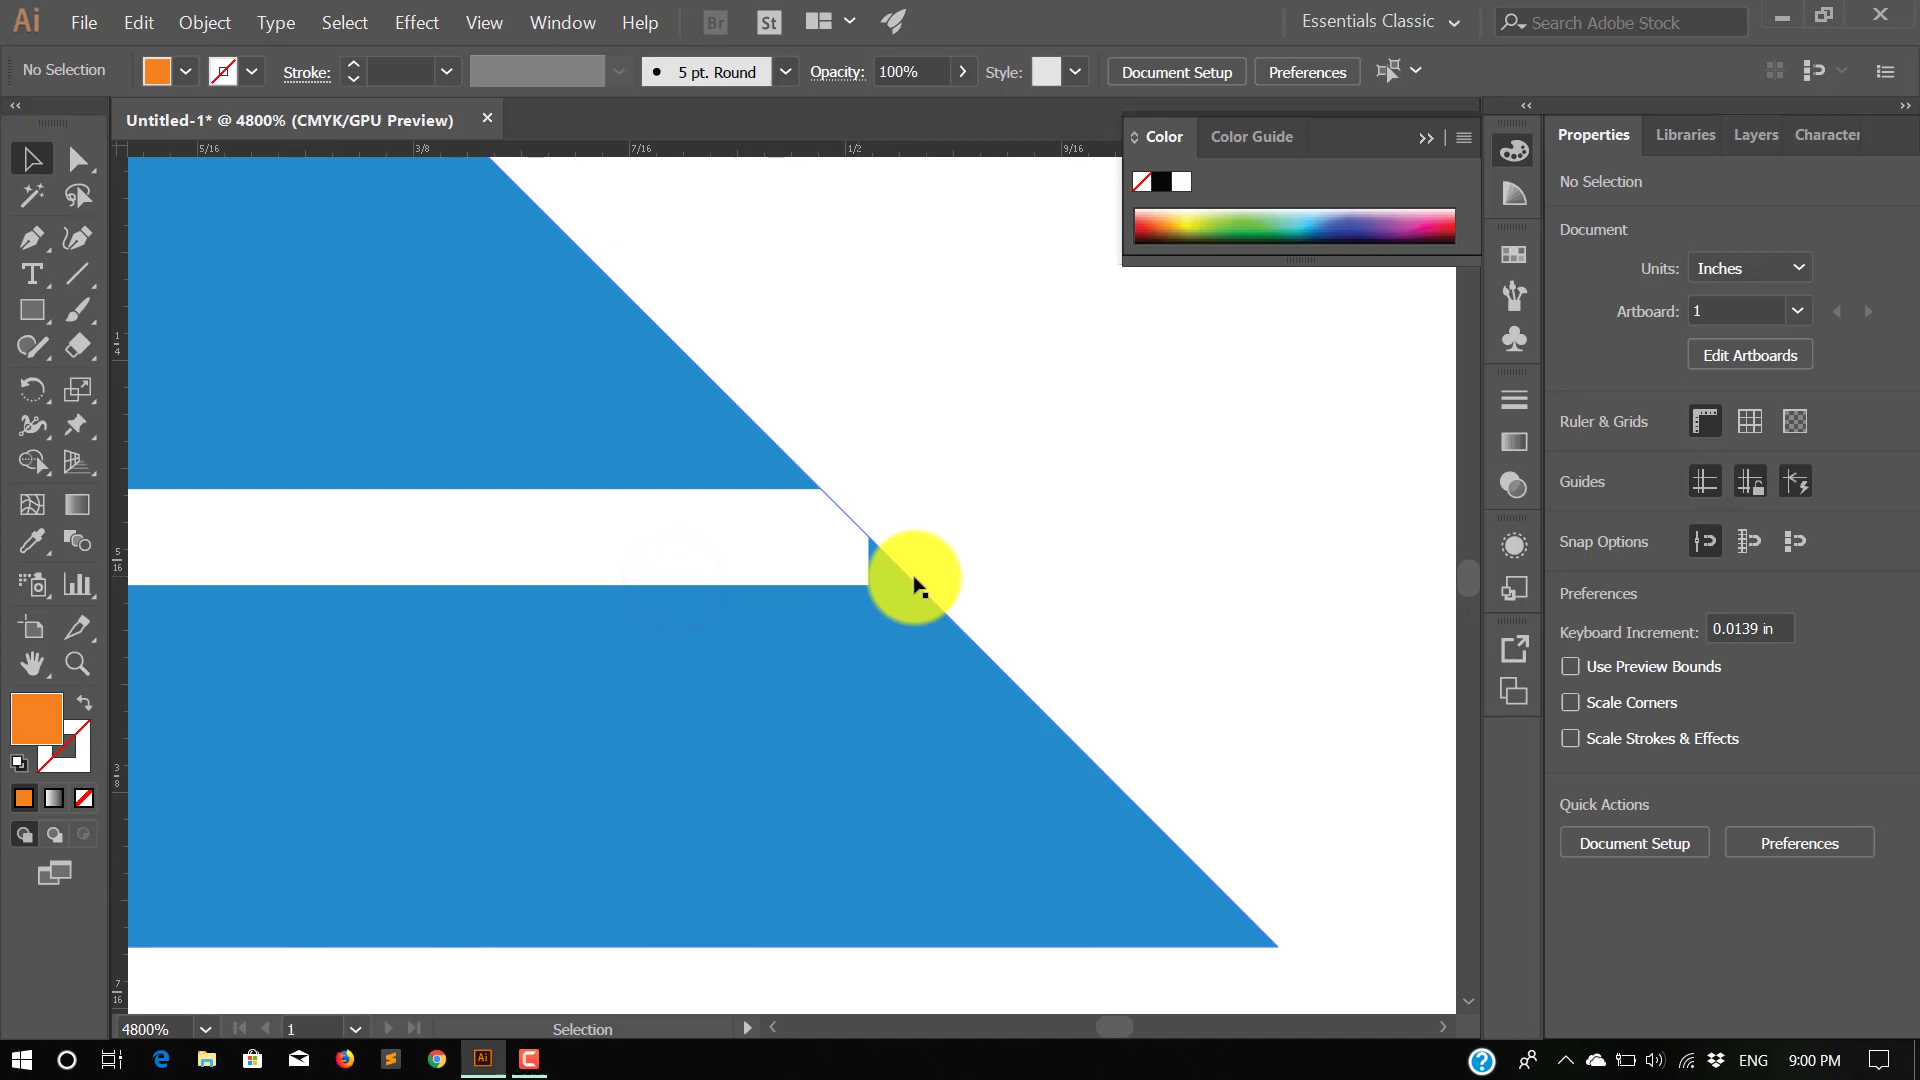 Ai File Edit Object Type Select Effect View Window Help Br St Essentials Classic Search Adobe Stock
No Selection Stroke: 5 pt. Round Opacity: 100% Style: Document Setup Preferences
Untitled-1* @ 4800% (CMYK/GPU Preview)
5/16 3/8 7/16 1/2 9/16
Color Color Guide
Properties Libraries Layers Character
No Selection
Document
Units: Inches
Artboard: 1
Edit Artboards
Ruler & Grids
Guides
Snap Options
Preferences
Keyboard Increment: 0.0139 in
Use Preview Bounds
Scale Corners
Scale Strokes & Effects
Quick Actions
Document Setup Preferences
1
4
5
16
3
8
7
16
4800% 1 Selection
Ai ENG 9:00 PM